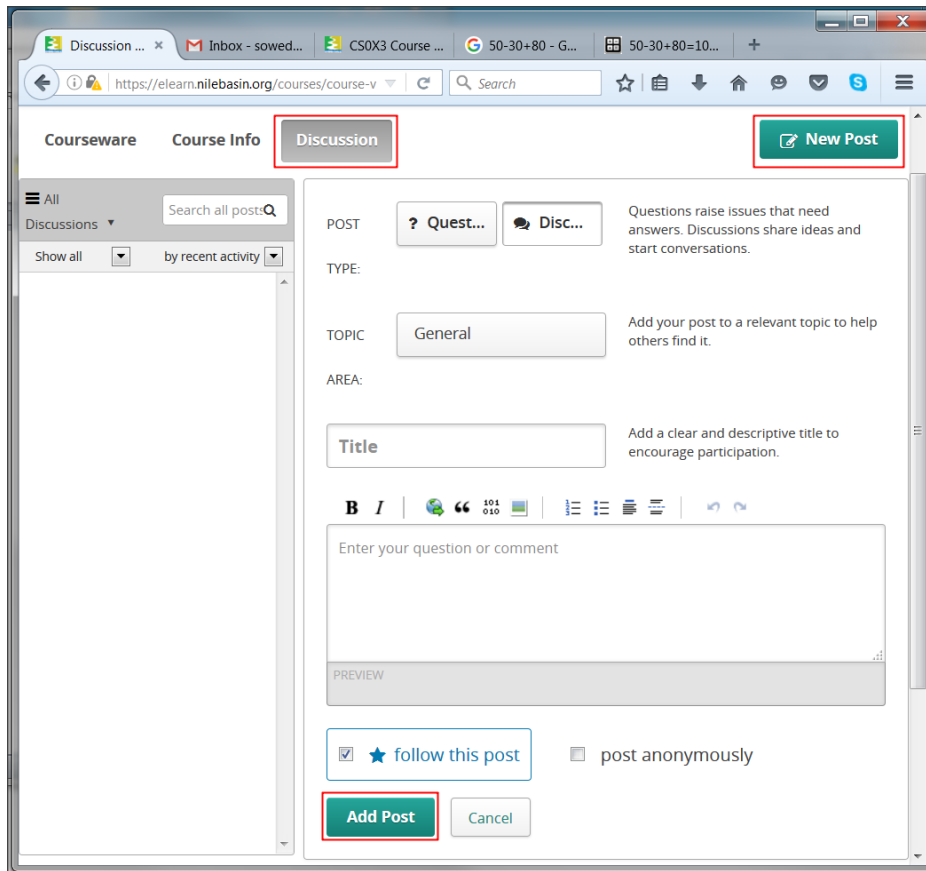 Discussion ... ×
Inbox - sowed...
CS0X3 Course ...
50-30+80 - G...
50-30+80=10...
https://elearn.nilebasin.org/courses/course-v
Search
Courseware
Course Info
Discussion
New Post
All
Discussions
Search all posts
Show all
by recent activity
POST
TYPE:
? Quest...
Disc...
Questions raise issues that need
answers. Discussions share ideas and
start conversations.
TOPIC
AREA:
General
Add your post to a relevant topic to help
others find it.
Title
Add a clear and descriptive title to
encourage participation.
B I
101
010
Enter your question or comment
PREVIEW
follow this post
post anonymously
Add Post
Cancel